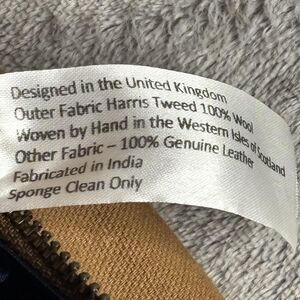 Designed in the United Kingdom
Outer Fabric Harris Tweed 100% Wool
Woven by Hand in the Western Isles of Scotland
Other Fabric – 100% Genuine Leather
Fabricated in India
Sponge Clean Only